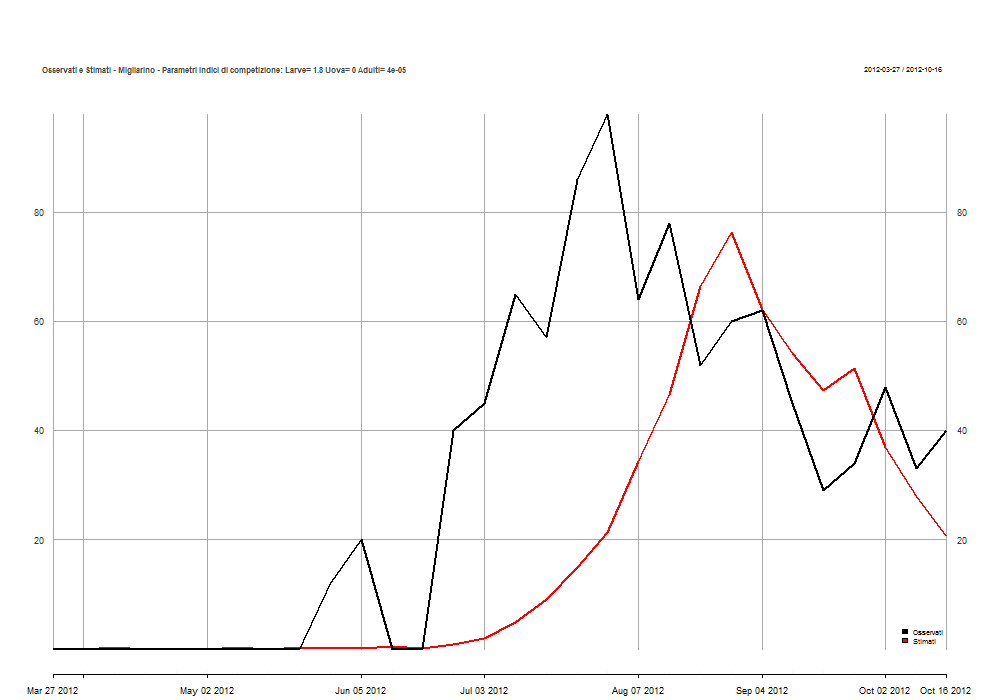 Osservati e Stimati - Migliarino - Parametri indici di competizione: Larve= 1.8 Uova= 0 Adulti= 4e-05
2012-03-27 / 2012-10-16
80 80
60 60
40 40
20 20
Osservati
Stimati
Mar 27 2012 May 02 2012 Jun 05 2012 Jul 03 2012 Aug 07 2012 Sep 04 2012 Oct 02 2012 Oct 16 2012